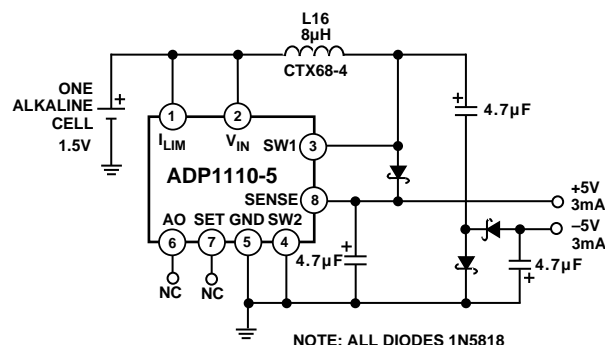 L16
8µH
CTX68-4
ONE
ALKALINE
CELL
1.5V
+
1
2
ILIM
VIN
SW1
3
ADP1110-5
SENSE
8
AO
SET
GND
SW2
6
7
5
4
NC
NC
+
4.7µF
+
4.7µF
+5V
3mA
–5V
3mA
4.7µF
+
NOTE: ALL DIODES 1N5818